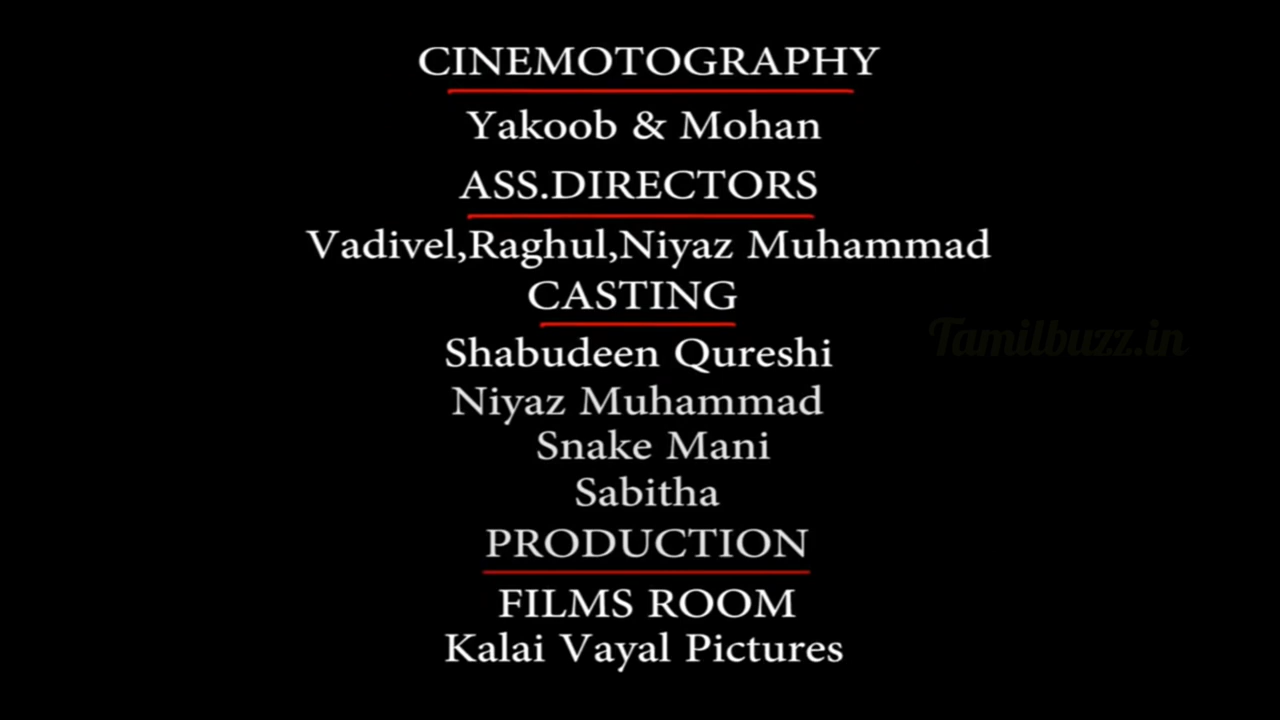 CINEMOTOGRAPHY
Yakoob & Mohan
ASS.DIRECTORS
Vadivel,Raghul,Niyaz Muhammad
CASTING
Shabudeen Qureshi
Tamilbuzz.in
Niyaz Muhammad
Snake Mani
Sabitha
PRODUCTION
FILMS ROOM
Kalai Vayal Pictures